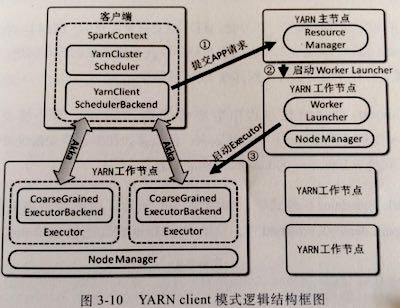 客户端
SparkContext
YarnCluster
Scheduler
YarnClient
SchedulerBackend
①
提交APP请求
YARN 主节点
Resource
Manager
② 启动 Worker Launcher
YARN 工作节点
Worker
Launcher
Node Manager
启动Executor
③
Akka
Akka
YARN 工作节点
CoarseGrained
ExecutorBackend
Executor
CoarseGrained
ExecutorBackend
Executor
Node Manager
YARN工作节点
YARN工作节点
图 3-10 YARN client 模式逻辑结构框图